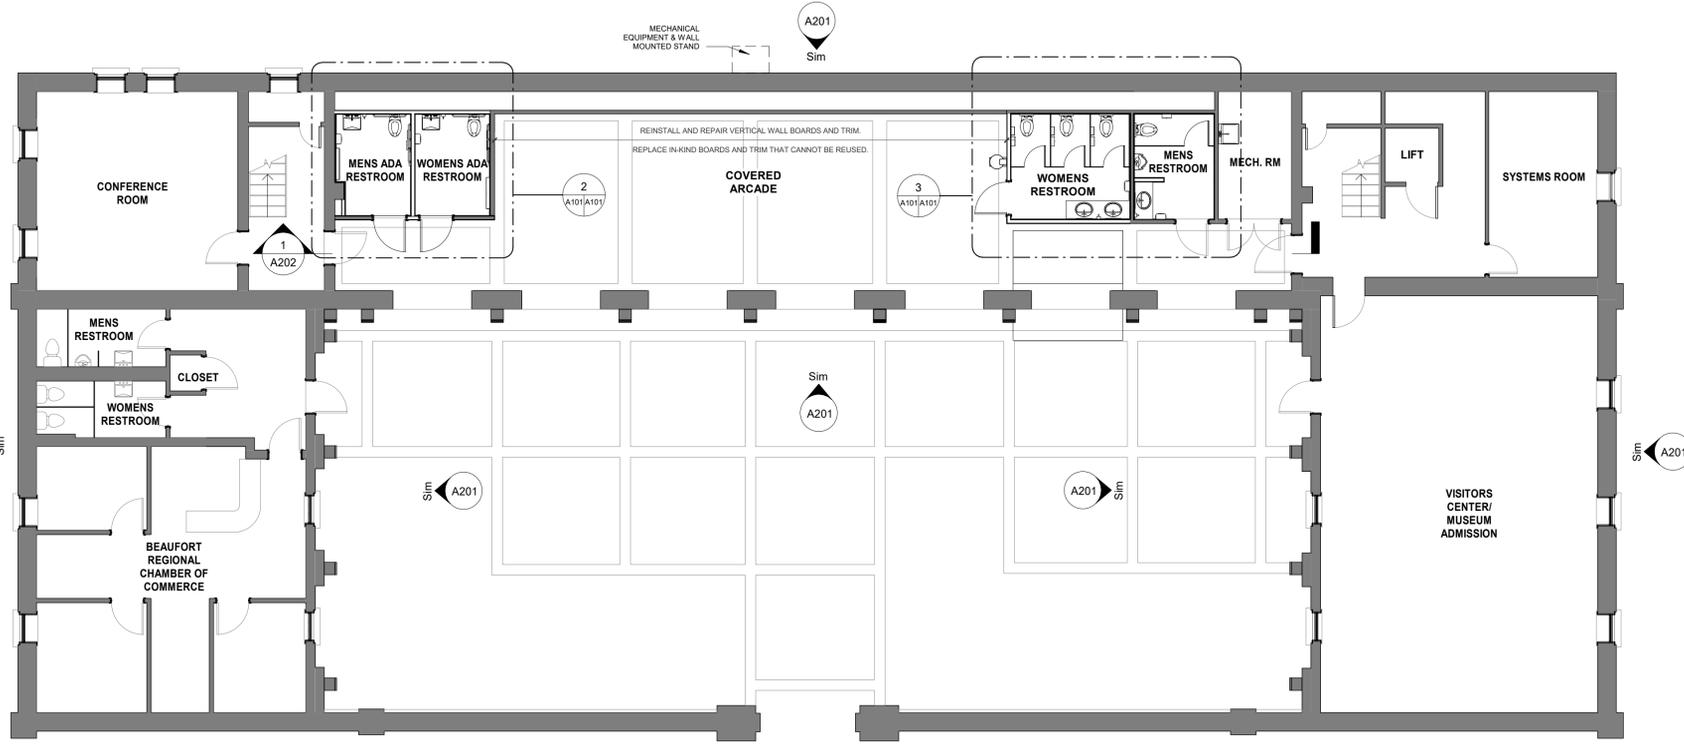 A201
Sim
MECHANICAL
EQUIPMENT & WALL
MOUNTED STAND
REINSTALL AND REPAIR VERTICAL WALL BOARDS AND TRIM.
REPLACE IN-KIND BOARDS AND TRIM THAT CANNOT BE REUSED.
MENS ADA
RESTROOM
WOMENS ADA
RESTROOM
COVERED
ARCADE
CONFERENCE
ROOM
2
A101 A101
3
A101 A101
WOMENS
RESTROOM
MENS
RESTROOM
MECH. RM
LIFT
SYSTEMS ROOM
1
A202
MENS
RESTROOM
CLOSET
WOMENS
RESTROOM
Sim
A201
Sim
Sim
A201
A201
Sim
Sim
A201
BEAUFORT
REGIONAL
CHAMBER OF
COMMERCE
VISITORS
CENTER/
MUSEUM
ADMISSION